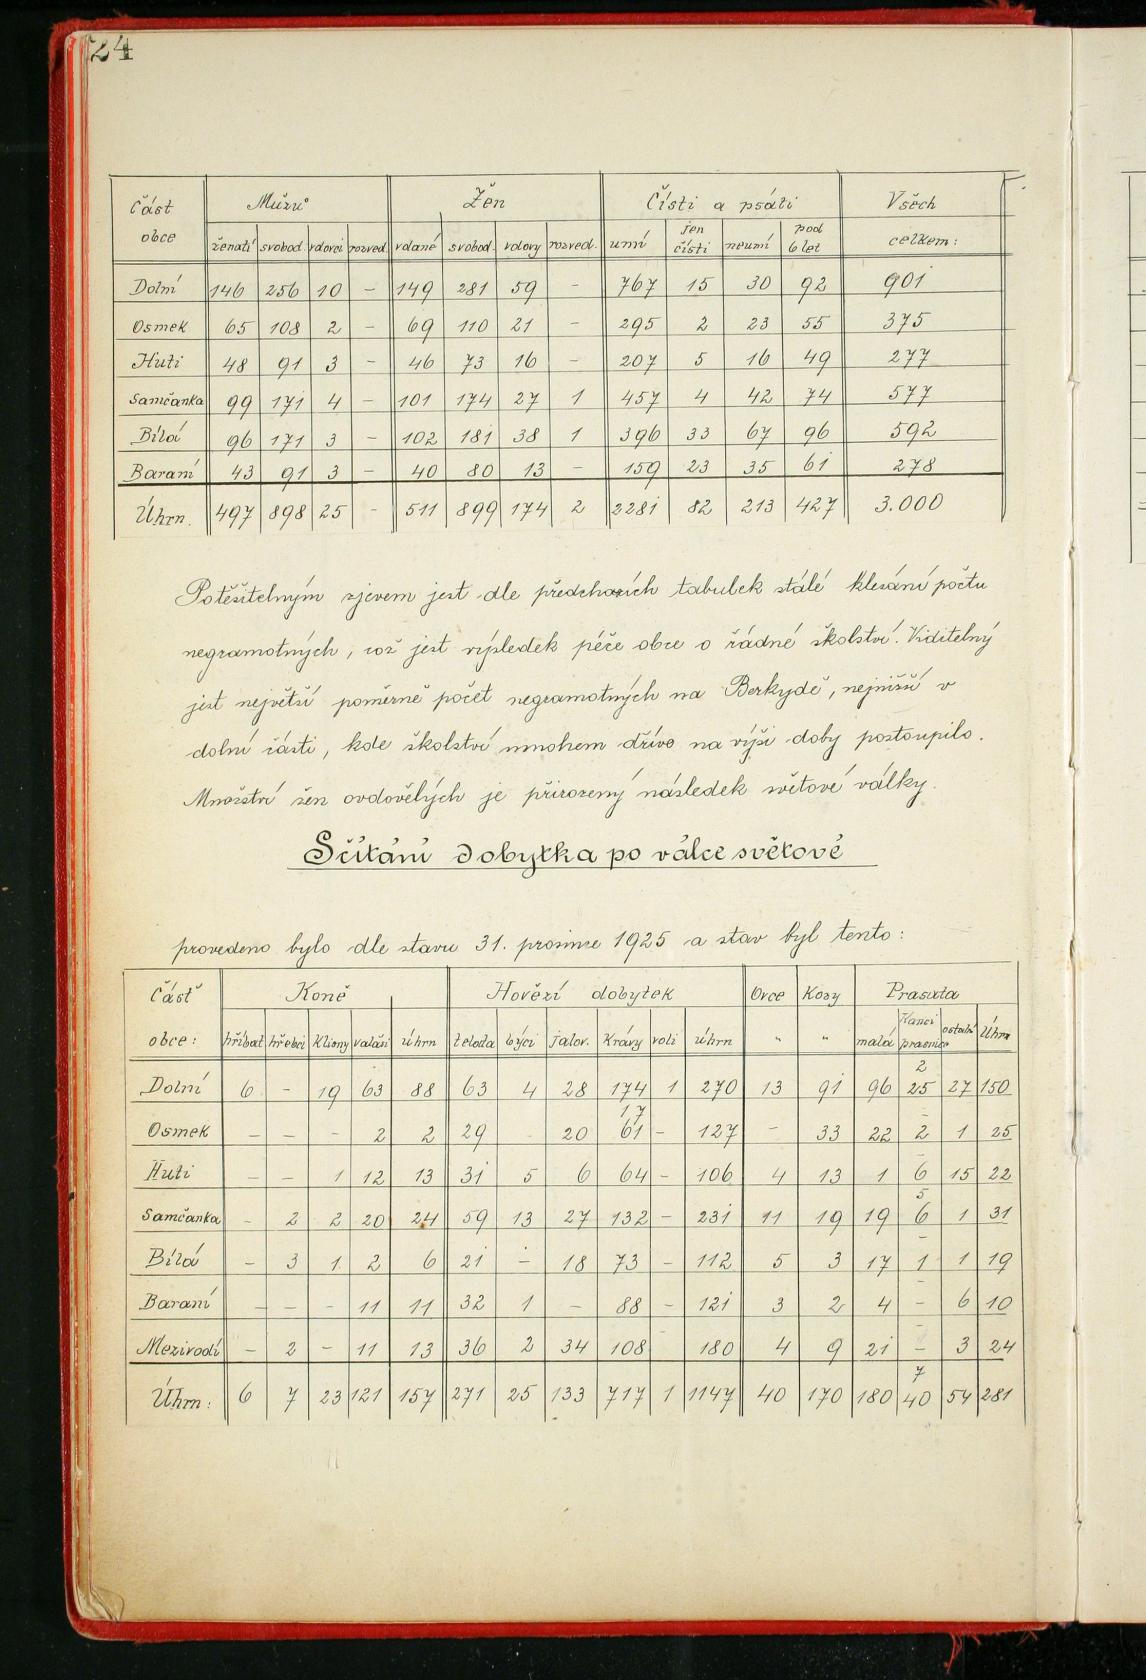 24
Část Mužů Žen Čísti a psáti Všech
obce ženatí svobod. vdovci rozved. vdané svobod. vdovy rozved. umí jen čísti neumí pod 6 let celkem:
Dolní 146 256 10 – 149 281 59 – 767 15 30 92 901
Osmek 65 108 2 – 69 110 21 – 295 2 23 55 375
Huti 48 91 3 – 46 73 16 – 207 5 16 49 277
Samčanka 99 171 4 – 101 174 27 1 457 4 42 74 577
Bílá 96 171 3 – 102 181 38 1 396 33 67 96 592
Baraní 43 91 3 – 40 80 13 – 159 23 35 61 278
Úhrn. 497 898 25 – 511 899 174 2 2281 82 213 427 3.000
Potěšitelným zjevem jest dle předchozích tabulek stálé klesání počtu
negramotných, což jest výsledek péče obce o řádné školství. Viditelný
jest největší poměrně počet negramotných na Berkydě, nejnižší v
dolní části, kde školství mnohem dříve na výši doby postoupilo.
Množství žen ovdovělých je přirozený následek světové války.
Sčítání dobytka po válce světové
provedeno bylo dle stavu 31. prosince 1925 a stav byl tento:
Část Koně Hovězí dobytek Ovce Kozy Prasata
obce: hříbat hřebci Klisny valáši úhrn telata býci jalov. Krávy voli úhrn " " malá Kanci prasnice ostatní Úhrn
2
Dolní 6 – 19 63 88 63 4 28 174 1 270 13 91 96 25 27 150
17 –
Osmek – – – 2 2 29 20 61 – 127 – 33 22 2 1 25
–
Huti – – 1 12 13 31 5 6 64 – 106 4 13 1 6 15 22
5
Samčanka – 2 2 20 24 59 13 27 132 – 231 11 19 19 6 1 31
–
Bílá – 3 1 2 6 21 – 18 73 – 112 5 3 17 1 1 19
–
Baraní – – – 11 11 32 1 – 88 – 121 3 2 4 – 6 10
–
Mezivodí – 2 – 11 13 36 2 34 108 180 4 9 21 – 3 24
7
Úhrn: 6 7 23 121 157 271 25 133 717 1 1147 40 170 180 40 54 281